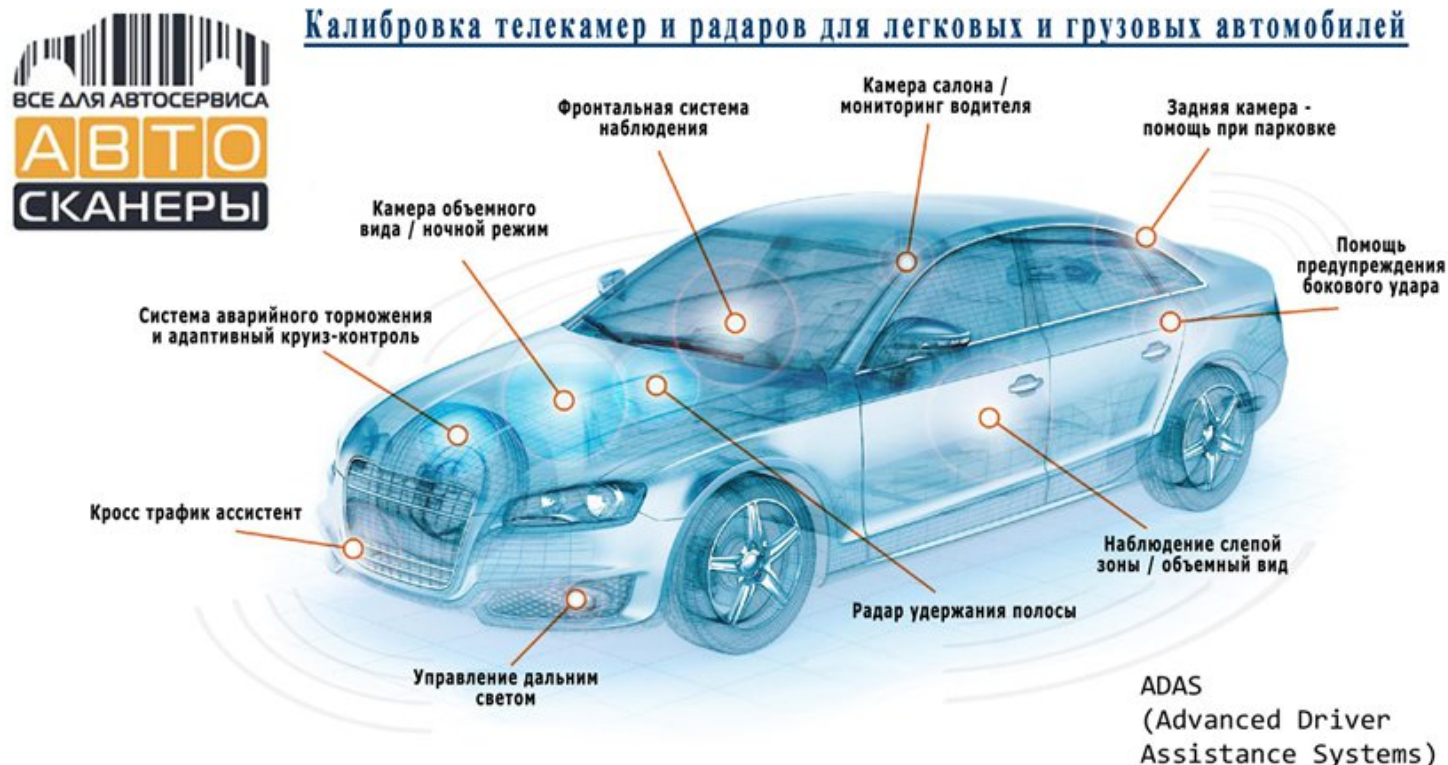 Калибровка телекамер и радаров для легковых и грузовых автомобилей
ВСЕ ДЛЯ АВТОСЕРВИСА
АВТО
СКАНЕРЫ
Фронтальная система
наблюдения
Камера салона /
мониторинг водителя
Задняя камера -
помощь при парковке
Камера объемного
вида / ночной режим
Помощь
предупреждения
бокового удара
Система аварийного торможения
и адаптивный круиз-контроль
Кросс трафик ассистент
Наблюдение слепой
зоны / объемный вид
Радар удержания полосы
Управление дальним
светом
ADAS
(Advanced Driver
Assistance Systems)